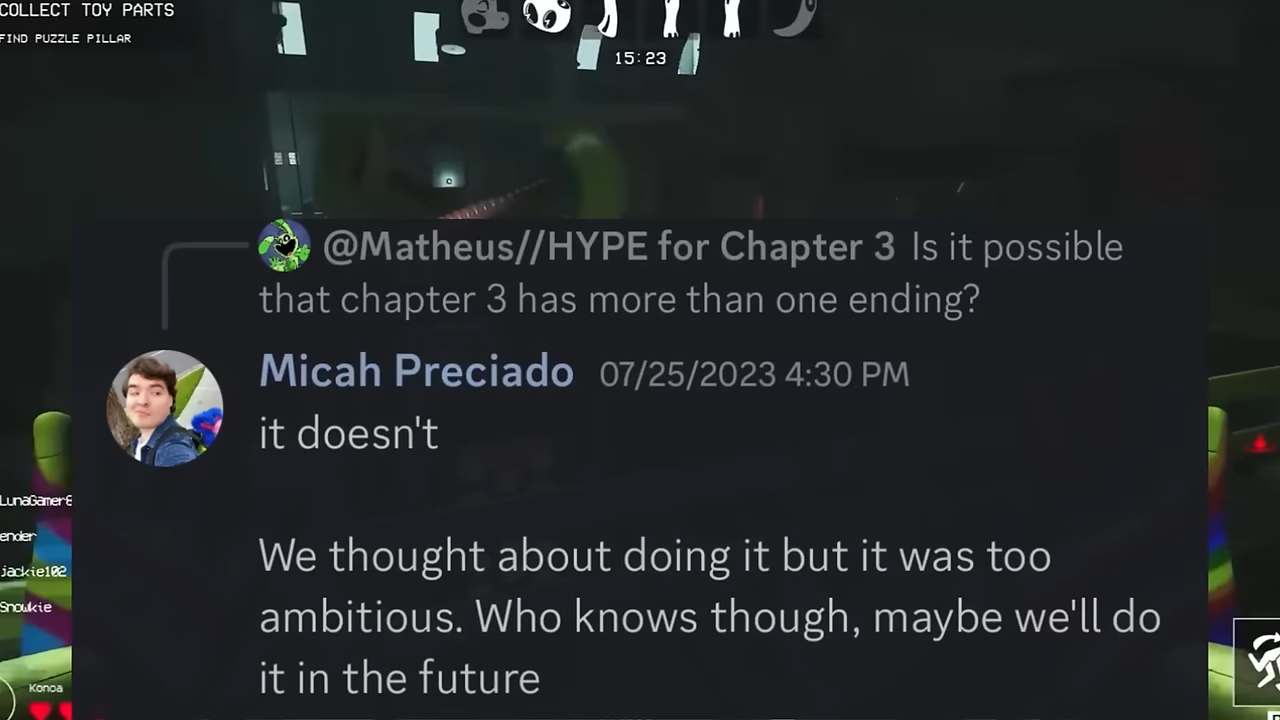 COLLECT TOY PARTS
FIND PUZZLE PILLAR
15:23
@Matheus//HYPE for Chapter 3 Is it possible
that chapter 3 has more than one ending?
Micah Preciado 07/25/2023 4:30 PM
it doesn't
We thought about doing it but it was too
ambitious. Who knows though, maybe we'll do
it in the future
LunaGamer
ender
jackie102
Snowkie
Konoa